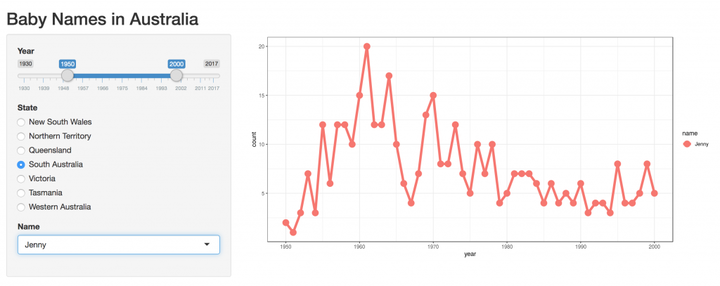 Baby Names in Australia
Year
1930 1950 2000 2017
1930 1939 1948 1957 1966 1975 1984 1993 2002 2011 2017
State
New South Wales
Northern Territory
Queensland
South Australia
Victoria
Tasmania
Western Australia
Name
Jenny
20
15
10
5
count
1950 1960 1970 1980 1990 2000
year
name
Jenny